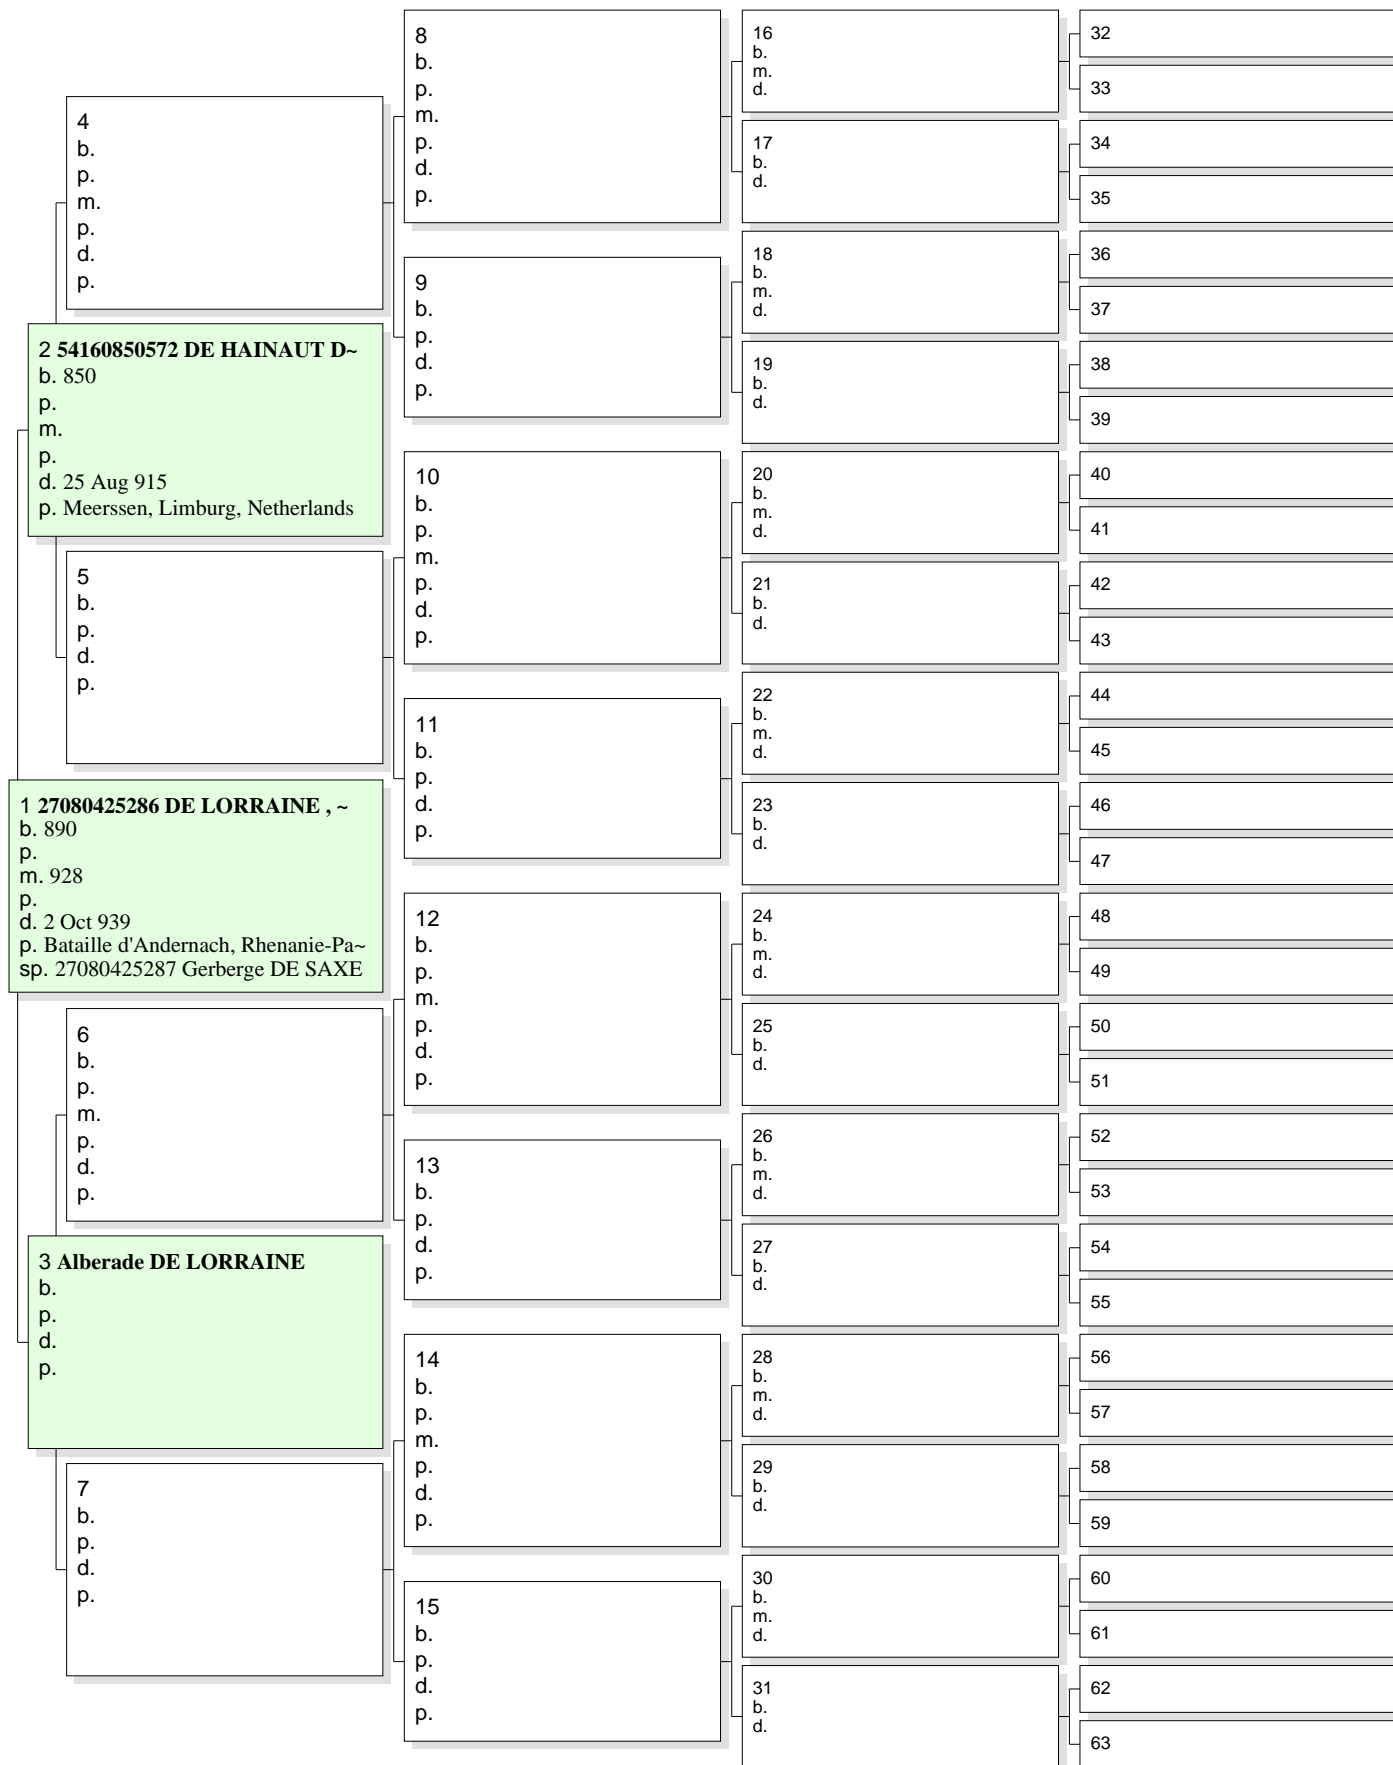 4
b.
p.
m.
p.
d.
p.
2 54160850572 DE HAINAUT D~
b. 850
p.
m.
p.
d. 25 Aug 915
p. Meerssen, Limburg, Netherlands
5
b.
p.
d.
p.
1 27080425286 DE LORRAINE , ~
b. 890
p.
m. 928
p.
d. 2 Oct 939
p. Bataille d'Andernach, Rhenanie-Pa~
sp. 27080425287 Gerberge DE SAXE
6
b.
p.
m.
p.
d.
p.
3 Alberade DE LORRAINE
b.
p.
d.
p.
7
b.
p.
d.
p.
8
b.
p.
m.
p.
d.
p.
9
b.
p.
d.
p.
10
b.
p.
m.
p.
d.
p.
11
b.
p.
d.
p.
12
b.
p.
m.
p.
d.
p.
13
b.
p.
d.
p.
14
b.
p.
m.
p.
d.
p.
15
b.
p.
d.
p.
16
b.
m.
d.
17
b.
d.
18
b.
m.
d.
19
b.
d.
20
b.
m.
d.
21
b.
d.
22
b.
m.
d.
23
b.
d.
24
b.
m.
d.
25
b.
d.
26
b.
m.
d.
27
b.
d.
28
b.
m.
d.
29
b.
d.
30
b.
m.
d.
31
b.
d.
32
33
34
35
36
37
38
39
40
41
42
43
44
45
46
47
48
49
50
51
52
53
54
55
56
57
58
59
60
61
62
63